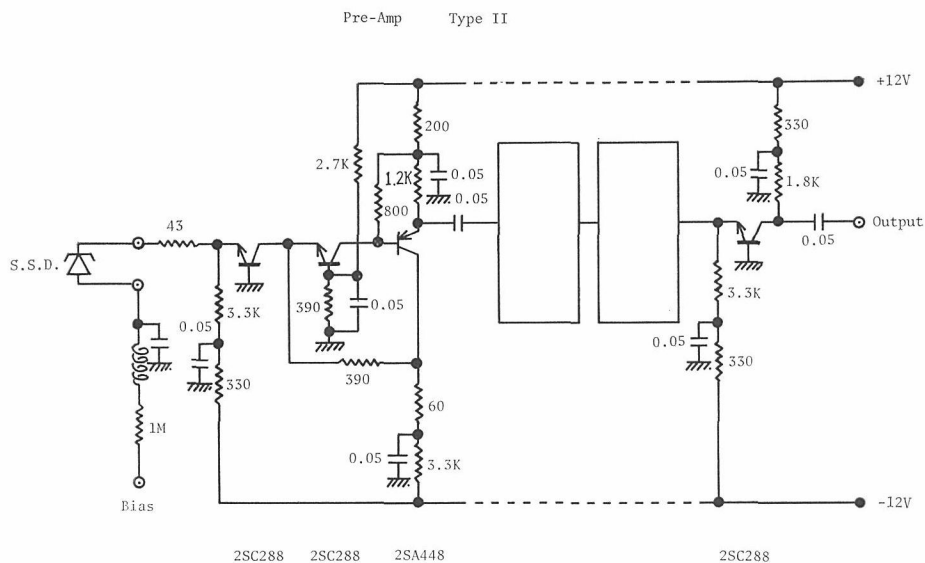 Pre-Amp Type II
+12V
200
330
2.7K
0.05
1.2K
0.05
0.05
1.8K
800
43
Output
0.05
S.S.D.
390
0.05
3.3K
3.3K
0.05
0.05
330
390
330
60
1M
0.05
3.3K
Bias
-12V
2SC288 2SC288 2SA448 2SC288